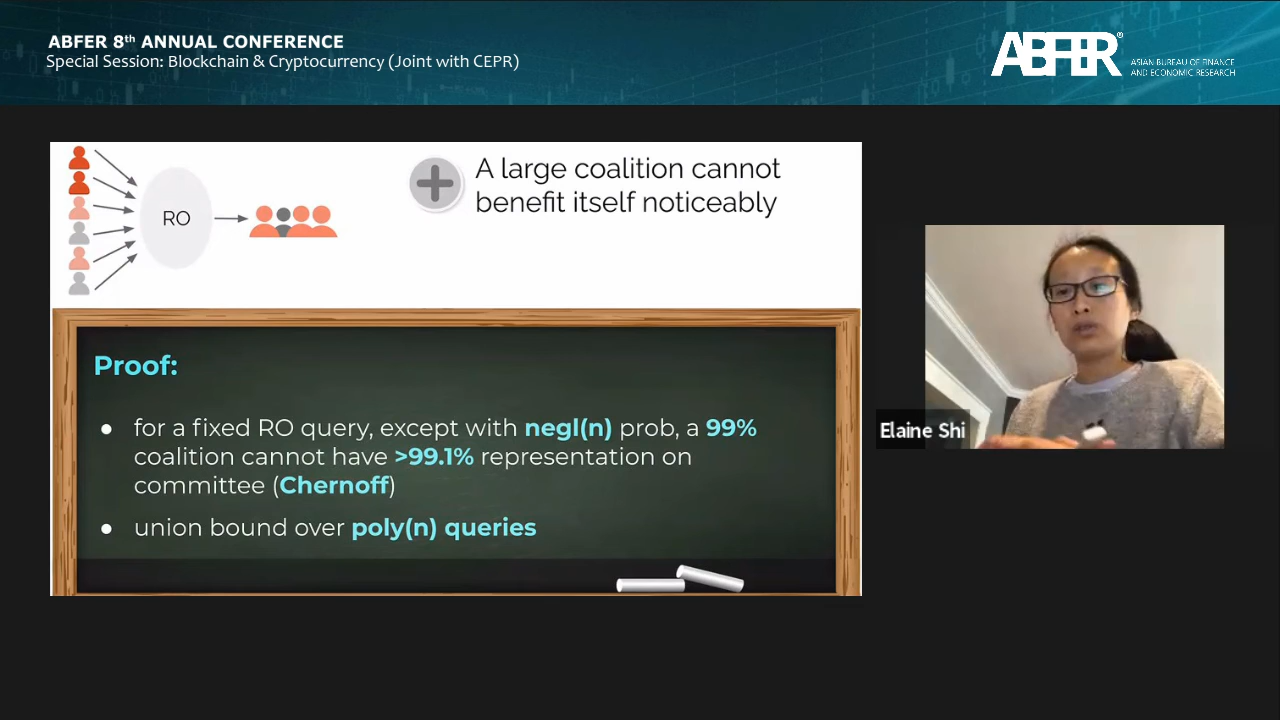 ABFER 8th ANNUAL CONFERENCE
Special Session: Blockchain & Cryptocurrency (Joint with CEPR)
ABFER®
ASIAN BUREAU OF FINANCE
AND ECONOMIC RESEARCH
RO
A large coalition cannot
benefit itself noticeably
Proof:
● for a fixed RO query, except with negl(n) prob, a 99%
coalition cannot have >99.1% representation on
committee (Chernoff)
● union bound over poly(n) queries
Elaine Shi